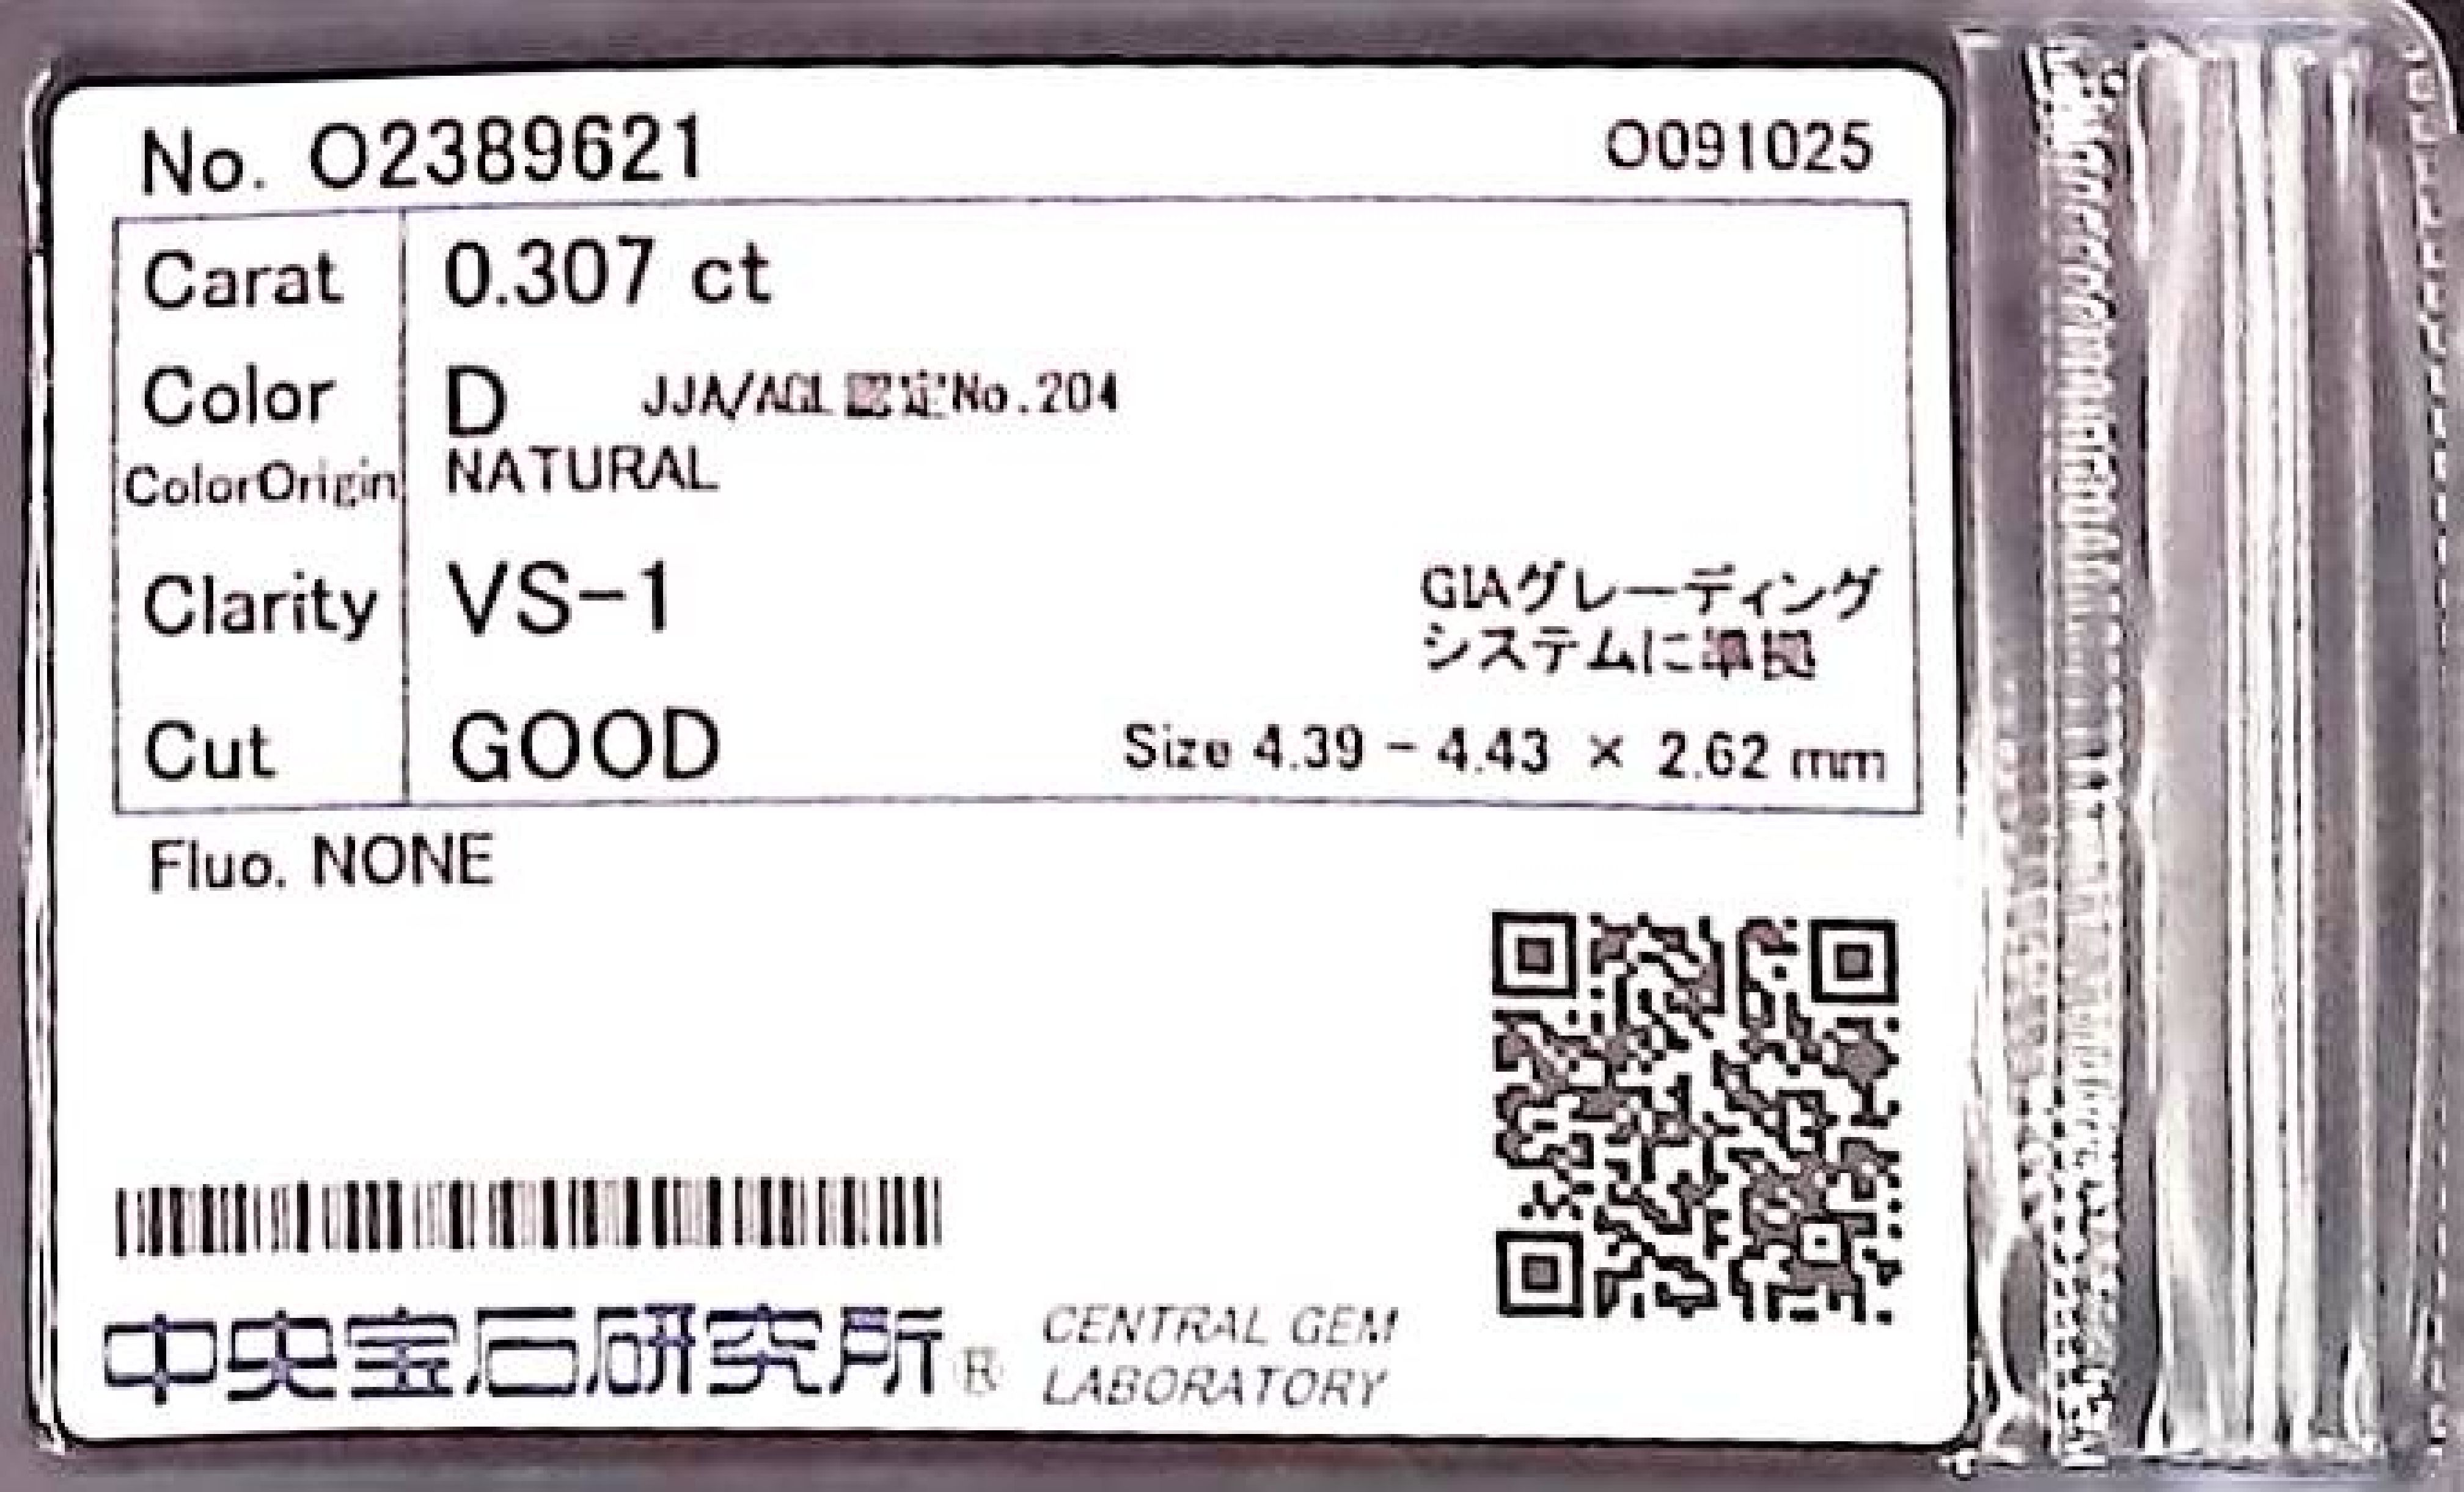 No. O2389621 O091025
Carat 0.307 ct
Color D JJA/AGL認定No.204
ColorOrigin NATURAL
Clarity VS-1 GIAグレーディング
システムに準拠
Cut GOOD Size 4.39 - 4.43 × 2.62 mm
Fluo. NONE
中央宝石研究所® CENTRAL GEM
LABORATORY